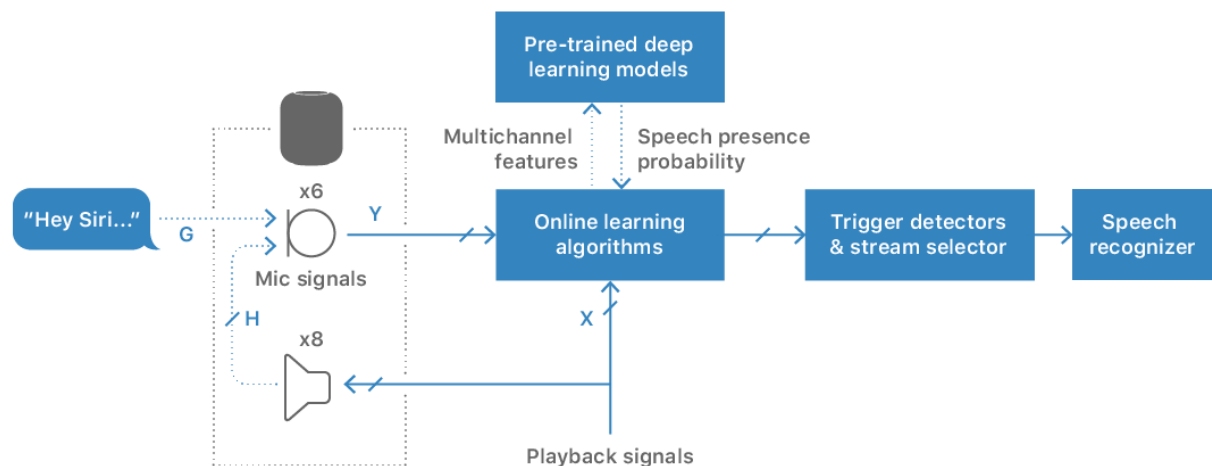 Pre-trained deep
learning models
Multichannel
features
Speech presence
probability
x6
"Hey Siri..."
G
Y
Mic signals
Online learning
algorithms
Trigger detectors
& stream selector
Speech
recognizer
H
X
x8
Playback signals